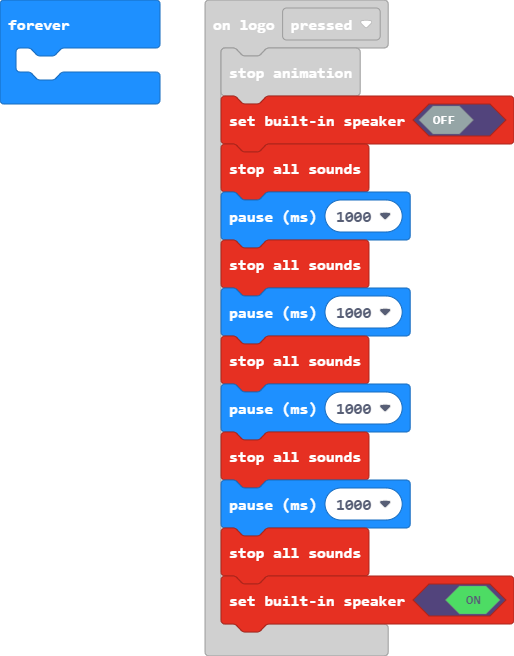 forever
on logo pressed
stop animation
set built-in speaker OFF
stop all sounds
pause (ms) 1000
stop all sounds
pause (ms) 1000
stop all sounds
pause (ms) 1000
stop all sounds
pause (ms) 1000
stop all sounds
set built-in speaker ON